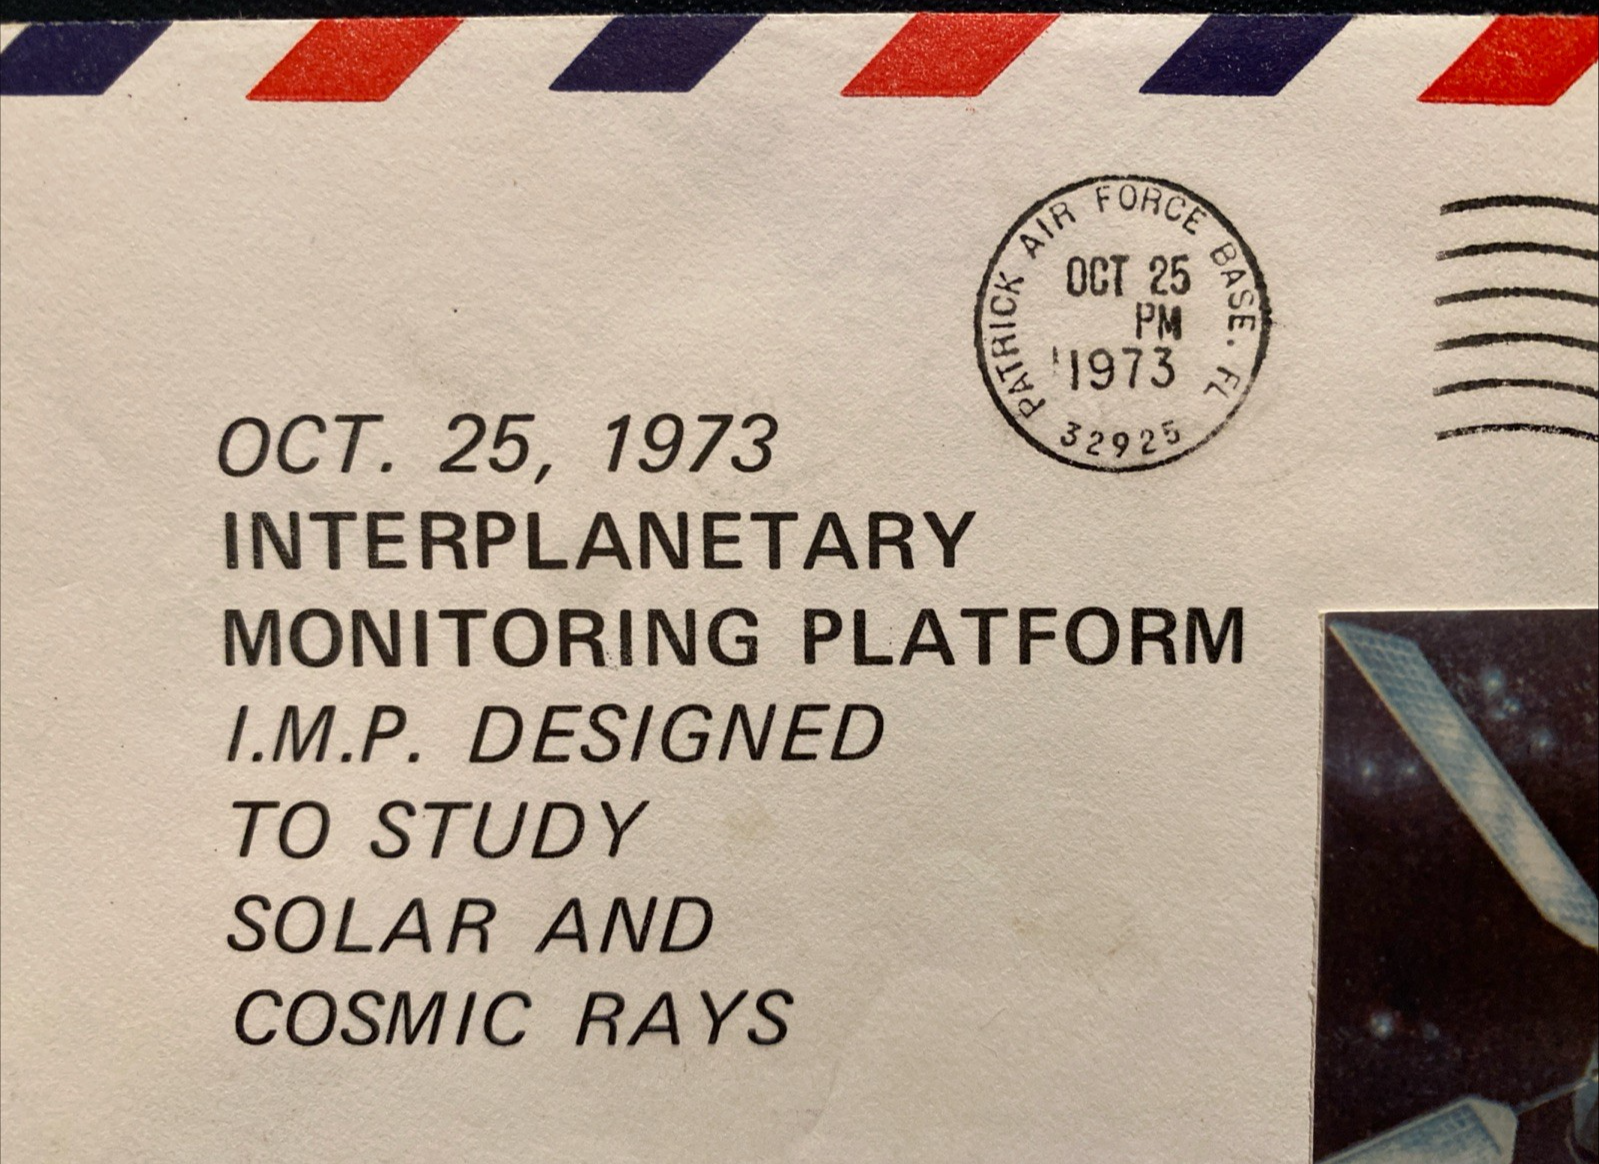 PATRICK AIR FORCE BASE. FL
OCT 25
PM
1973
32925
OCT. 25, 1973
INTERPLANETARY
MONITORING PLATFORM
I.M.P. DESIGNED
TO STUDY
SOLAR AND
COSMIC RAYS